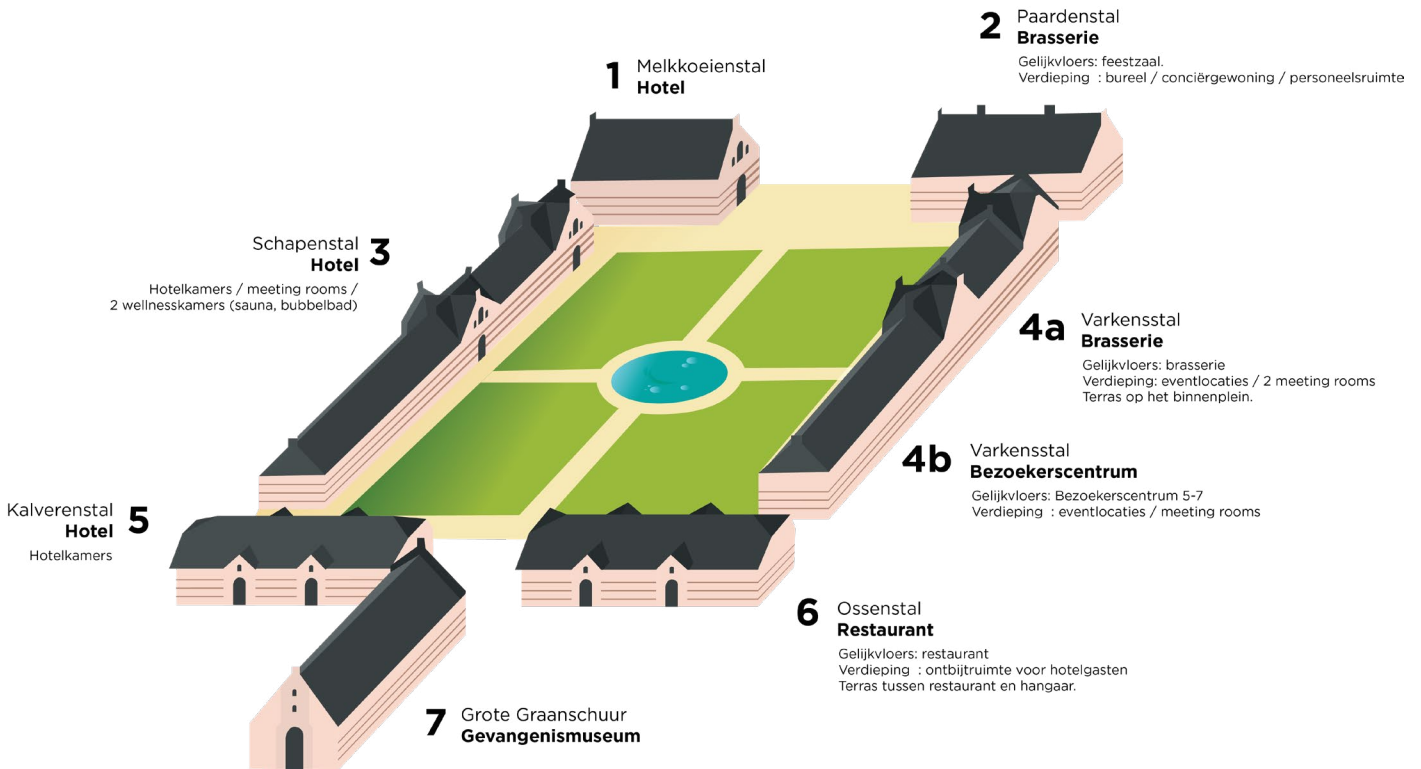 2 Paardenstal
Brasserie
Gelijkvloers: feestzaal.
Verdieping : bureel / conciërgewoning / personeelsruimte
1 Melkkoeienstal
Hotel
Schapenstal 3
Hotel
Hotelkamers / meeting rooms /
2 wellnesskamers (sauna, bubbelbad)
4a Varkensstal
Brasserie
Gelijkvloers: brasserie
Verdieping: eventlocaties / 2 meeting rooms
Terras op het binnenplein.
4b Varkensstal
Bezoekerscentrum
Gelijkvloers: Bezoekerscentrum 5-7
Verdieping : eventlocaties / meeting rooms
Kalverenstal 5
Hotel
Hotelkamers
6 Ossenstal
Restaurant
Gelijkvloers: restaurant
Verdieping : ontbijtruimte voor hotelgasten
Terras tussen restaurant en hangaar.
7 Grote Graanschuur
Gevangenismuseum